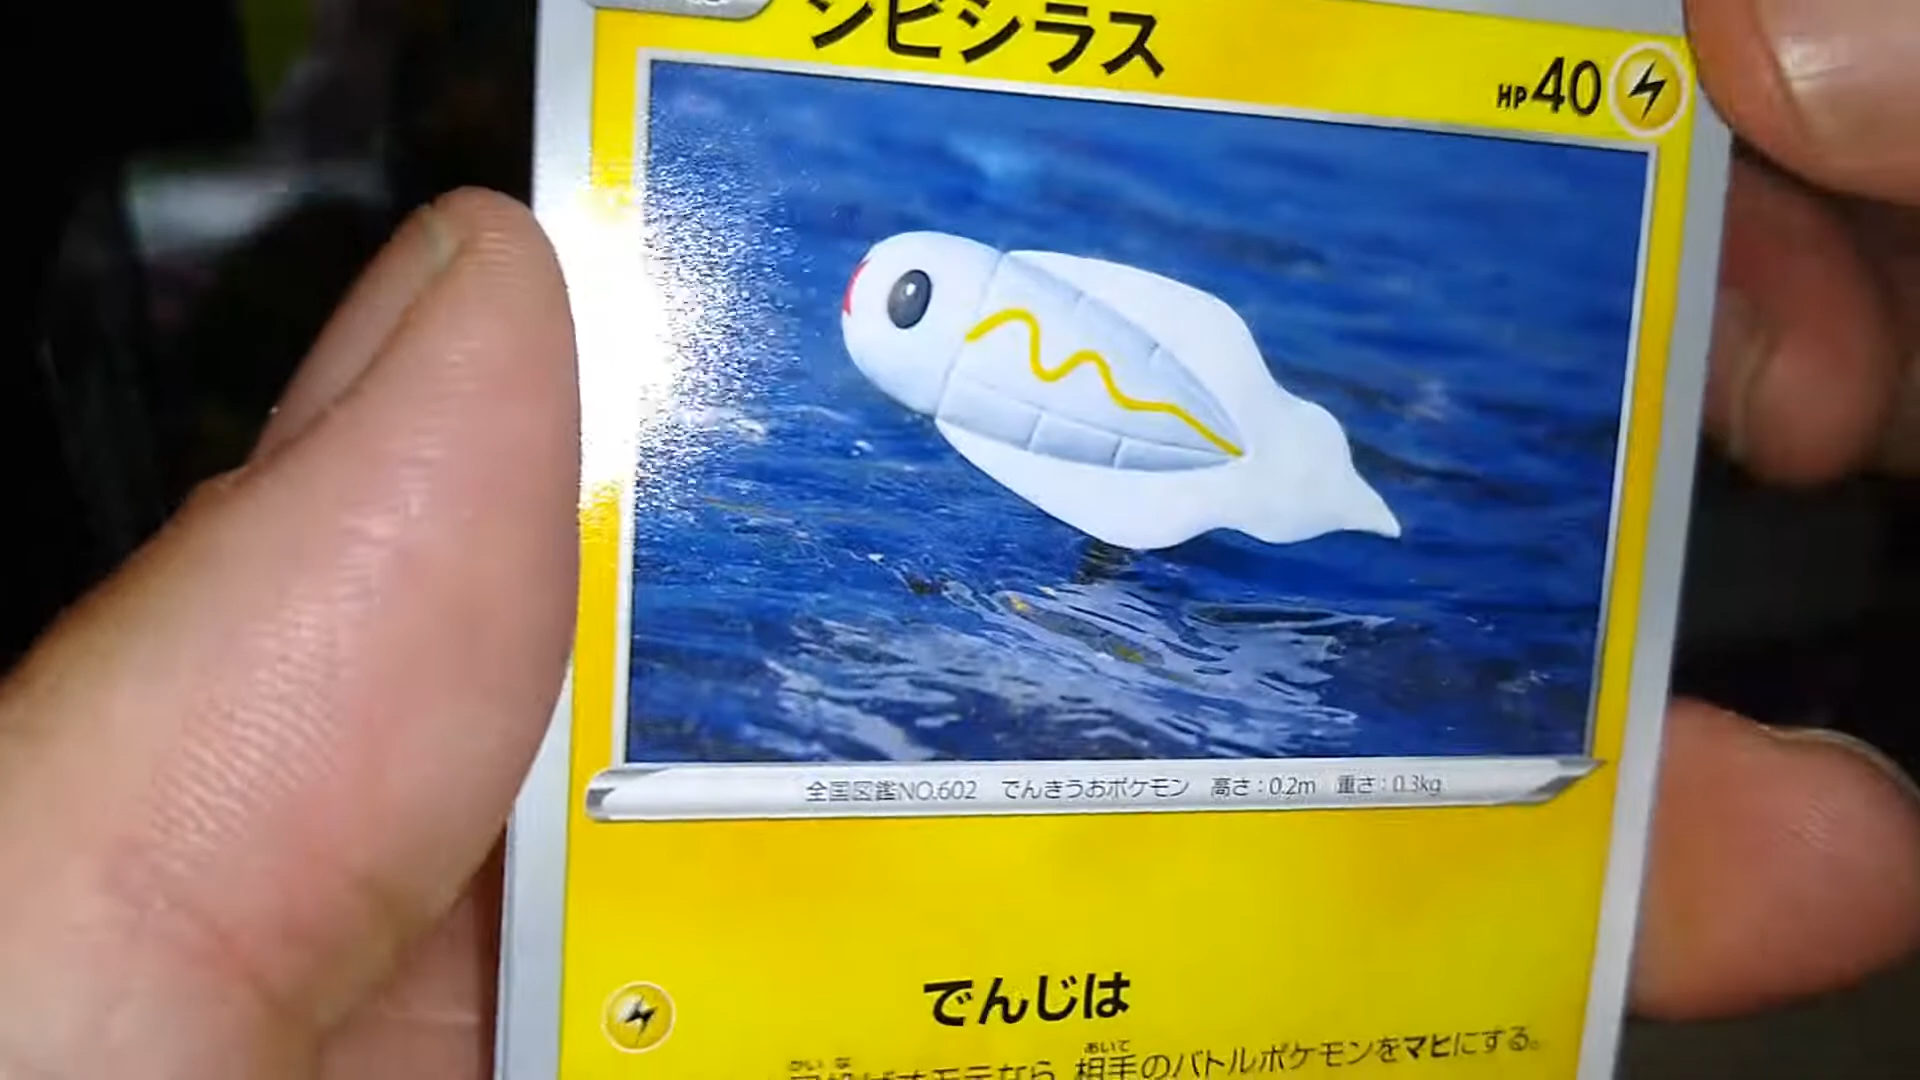 シビシラス
HP40
全国図鑑NO.602 でんきうおポケモン 高さ:0.2m 重さ:0.3kg
でんじは
あいて
相手のバトルポケモンをマヒにする。